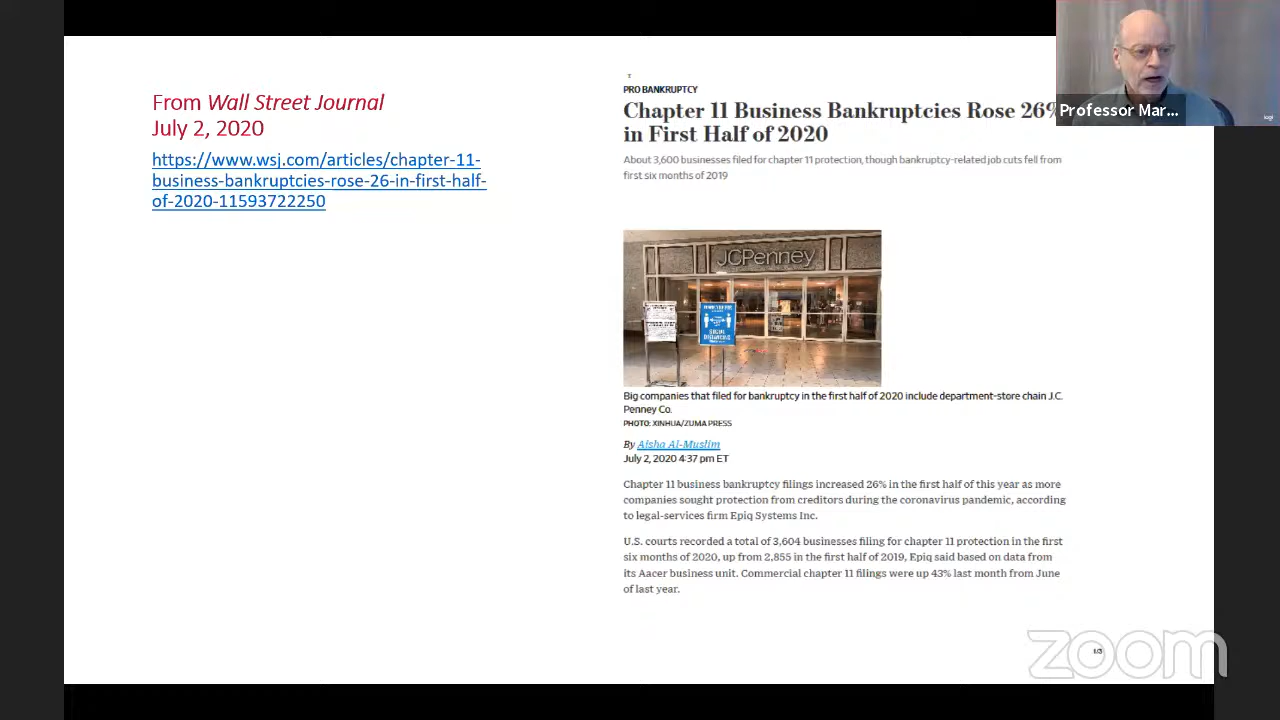 From Wall Street Journal
July 2, 2020
https://www.wsj.com/articles/chapter-11-
business-bankruptcies-rose-26-in-first-half-
of-2020-11593722250
PRO BANKRUPTCY
Chapter 11 Business Bankruptcies Rose 26%
in First Half of 2020
About 3,600 businesses filed for chapter 11 protection, though bankruptcy-related job cuts fell from
first six months of 2019
JCPenney
Big companies that filed for bankruptcy in the first half of 2020 include department-store chain J.C.
Penney Co.
PHOTO: XINHUA/ZUMA PRESS
By Aisha Al-Muslim
July 2, 2020 4:37 pm ET
Chapter 11 business bankruptcy filings increased 26% in the first half of this year as more
companies sought protection from creditors during the coronavirus pandemic, according
to legal-services firm Epiq Systems Inc.
U.S. courts recorded a total of 3,604 businesses filing for chapter 11 protection in the first
six months of 2020, up from 2,855 in the first half of 2019, Epiq said based on data from
its Aacer business unit. Commercial chapter 11 filings were up 43% last month from June
of last year.
Professor Mar...
1/3
zoom